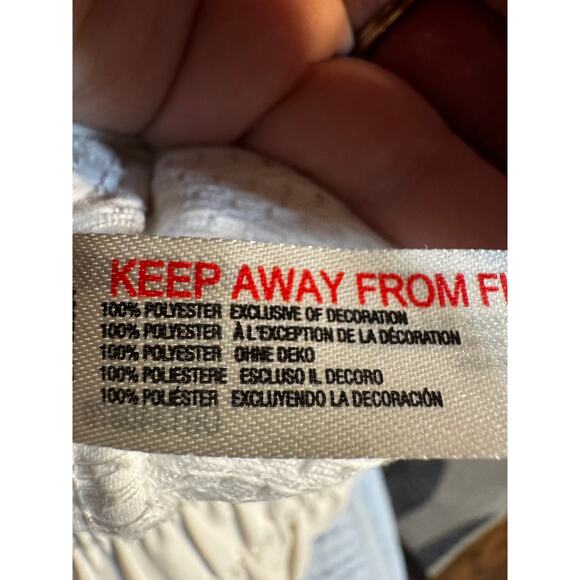 KEEP AWAY FROM
100% POLYESTER EXCLUSIVE OF DECORATION
100% POLYESTER À L'EXCEPTION DE LA DÉCORATION
100% POLYESTER OHNE DEKO
100% POLIESTERE ESCLUSO IL DECORO
100% POLIÉSTER EXCLUYENDO LA DECORACIÓN